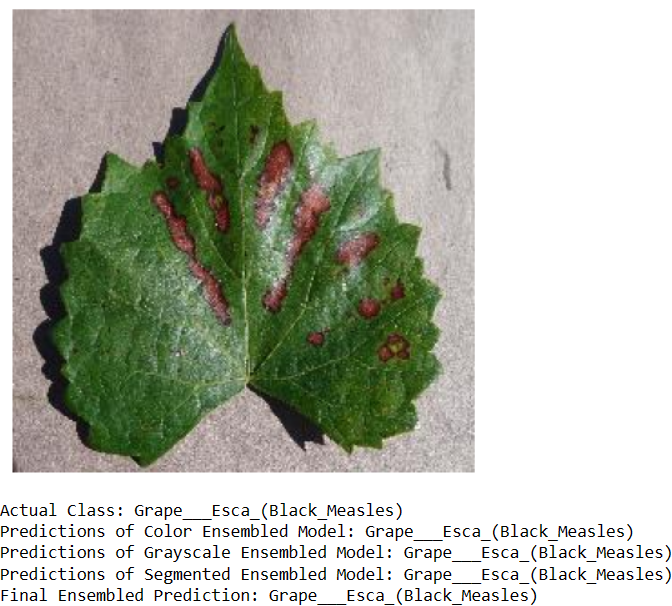 Actual Class: Grape___Esca_(Black_Measles)
Predictions of Color Ensembled Model: Grape___Esca_(Black_Measles)
Predictions of Grayscale Ensembled Model: Grape___Esca_(Black_Measles)
Predictions of Segmented Ensembled Model: Grape___Esca_(Black_Measles)
Final Ensembled Prediction: Grape___Esca_(Black_Measles)